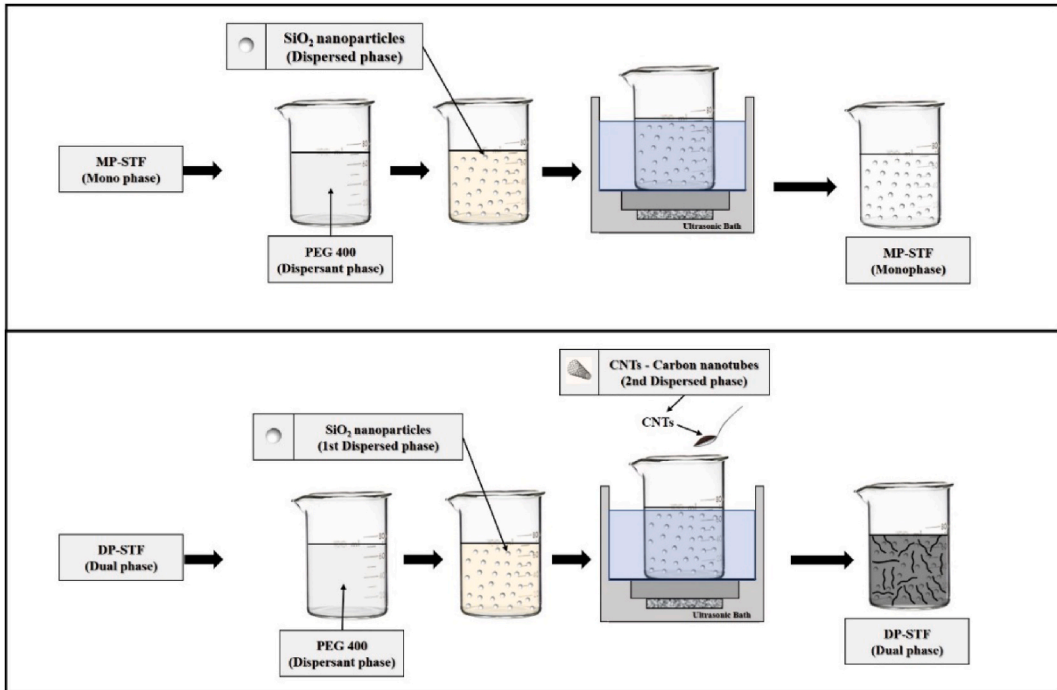 SiO₂ nanoparticles
(Dispersed phase)
MP-STF
(Mono phase)
PEG 400
(Dispersant phase)
Ultrasonic Bath
MP-STF
(Monophase)
CNTs - Carbon nanotubes
(2nd Dispersed phase)
CNTs
SiO₂ nanoparticles
(1st Dispersed phase)
DP-STF
(Dual phase)
PEG 400
(Dispersant phase)
Ultrasonic Bath
DP-STF
(Dual phase)